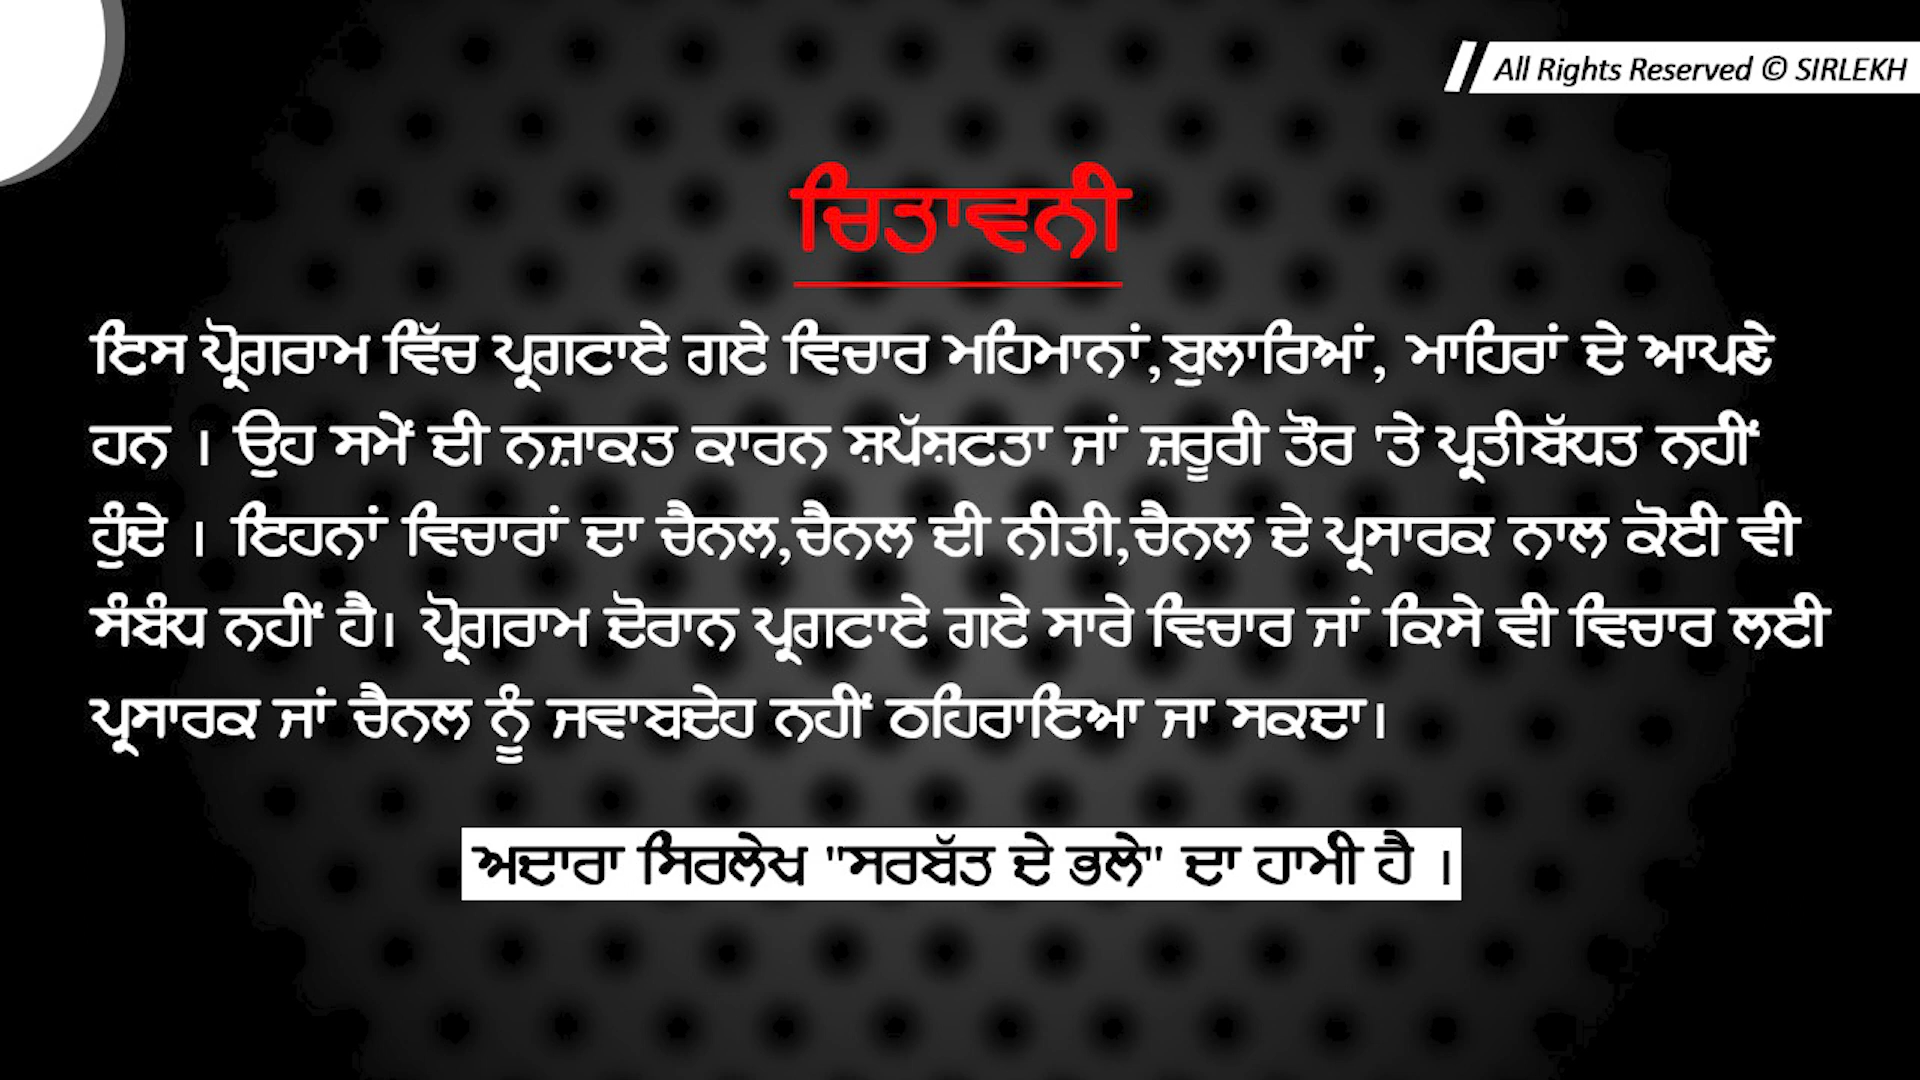 All Rights Reserved © SIRLEKH
ਚਿਤਾਵਨੀ
ਇਸ ਪ੍ਰੋਗਰਾਮ ਵਿੱਚ ਪ੍ਰਗਟਾਏ ਗਏ ਵਿਚਾਰ ਮਹਿਮਾਨਾਂ,ਬੁਲਾਰਿਆਂ, ਮਾਹਿਰਾਂ ਦੇ ਆਪਣੇ
ਹਨ । ਉਹ ਸਮੇਂ ਦੀ ਨਜ਼ਾਕਤ ਕਾਰਨ ਸ਼ਪੱਸ਼ਟਤਾ ਜਾਂ ਜ਼ਰੂਰੀ ਤੌਰ 'ਤੇ ਪ੍ਰਤੀਬੱਧਤ ਨਹੀਂ
ਹੁੰਦੇ । ਇਹਨਾਂ ਵਿਚਾਰਾਂ ਦਾ ਚੈਨਲ,ਚੈਨਲ ਦੀ ਨੀਤੀ,ਚੈਨਲ ਦੇ ਪ੍ਰਸਾਰਕ ਨਾਲ ਕੋਈ ਵੀ
ਸੰਬੰਧ ਨਹੀਂ ਹੈ। ਪ੍ਰੋਗਰਾਮ ਦੋਰਾਨ ਪ੍ਰਗਟਾਏ ਗਏ ਸਾਰੇ ਵਿਚਾਰ ਜਾਂ ਕਿਸੇ ਵੀ ਵਿਚਾਰ ਲਈ
ਪ੍ਰਸਾਰਕ ਜਾਂ ਚੈਨਲ ਨੂੰ ਜਵਾਬਦੇਹ ਨਹੀਂ ਠਹਿਰਾਇਆ ਜਾ ਸਕਦਾ।
ਅਦਾਰਾ ਸਿਰਲੇਖ "ਸਰਬੱਤ ਦੇ ਭਲੇ" ਦਾ ਹਾਮੀ ਹੈ ।